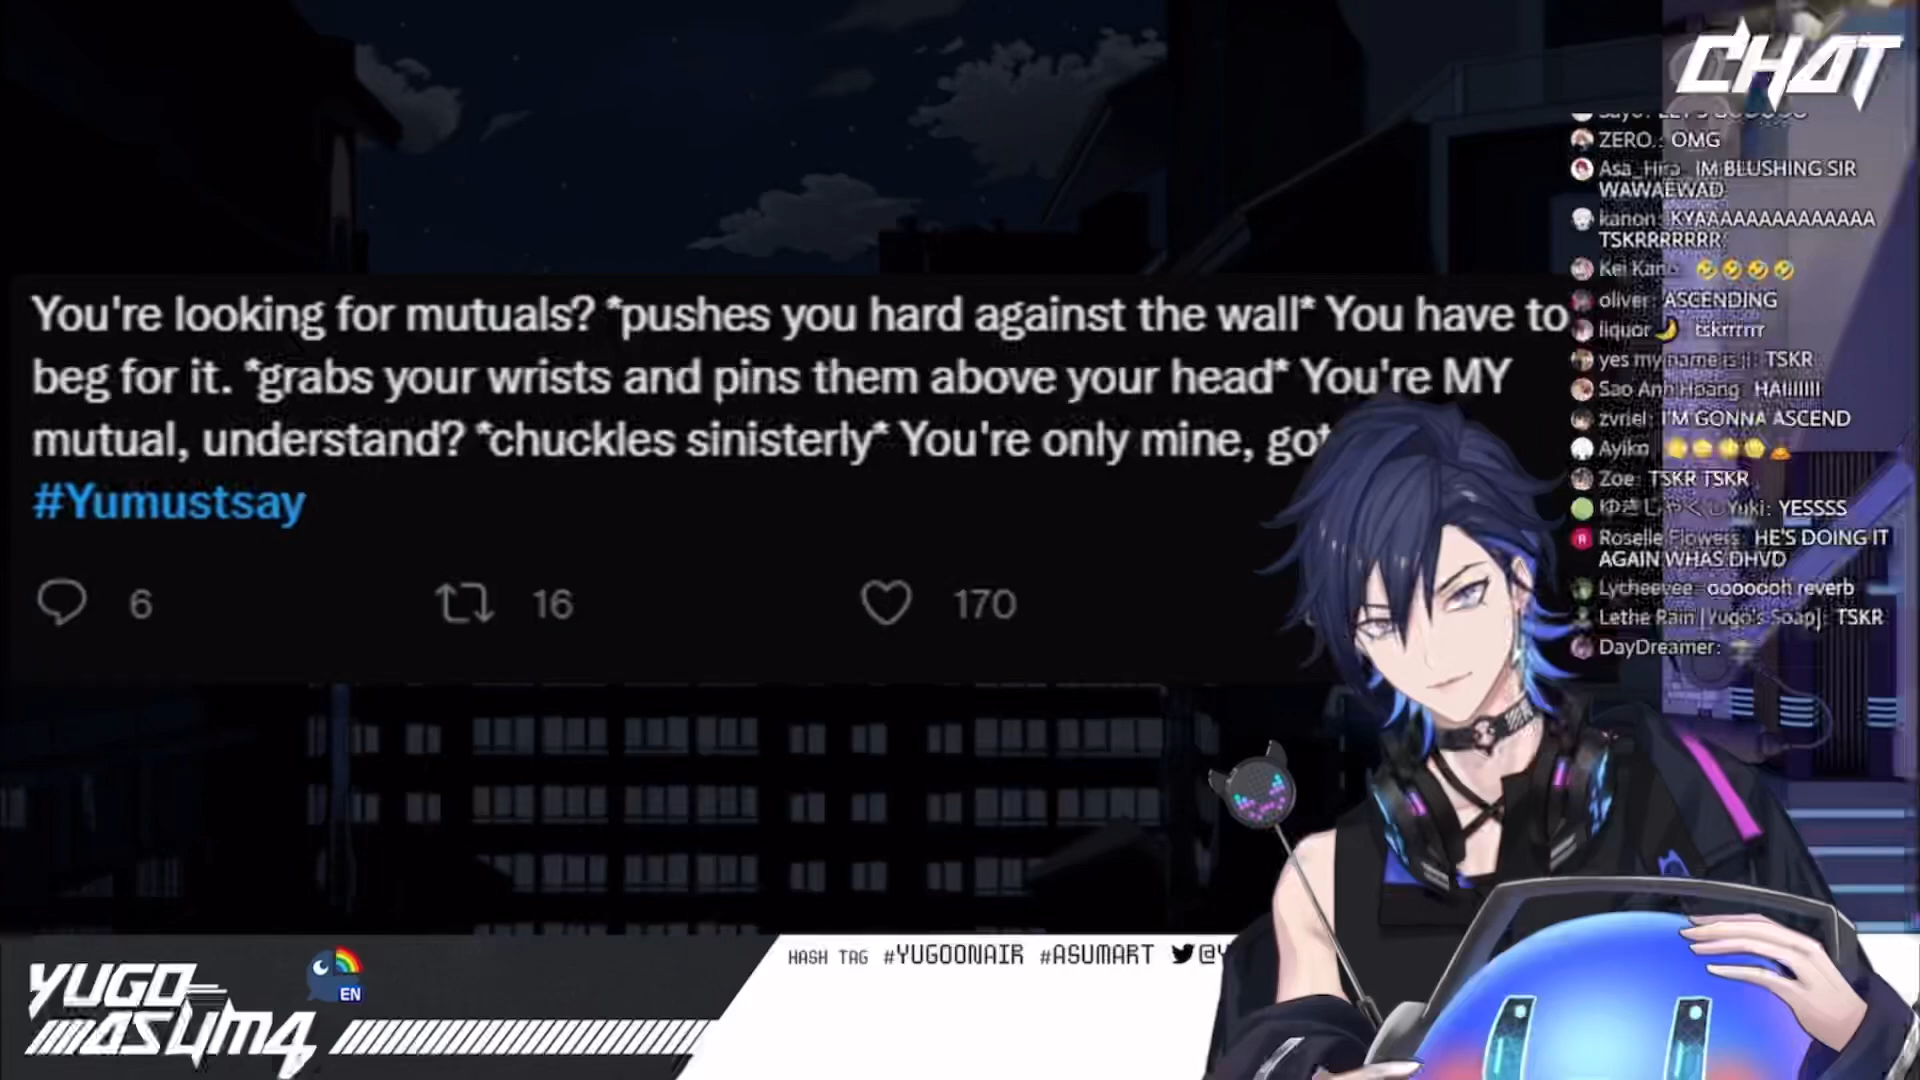 You're looking for mutuals? *pushes you hard against the wall* You have to
beg for it. *grabs your wrists and pins them above your head* You're MY
mutual, understand? *chuckles sinisterly* You're only mine, got
#Yumustsay
6
16
170
CHAT
ZERO.: OMG
Asa_Hira IM BLUSHING SIR
WAWAEWAD
kanon: KYAAAAAAAAAAAAAA
TSKRRRRRRR
Kei Kan 🤣🤣🤣🤣
oliver: ASCENDING
liquor🌙 tskrrrrr
yes my name is TSKR
Sao Anh Hoang: HAIIIIII
zvriel: I'M GONNA ASCEND
Ayiko
Zoe: TSKR TSKR
Yuki: YESSSS
Roselle Flowers: HE'S DOING IT
AGAIN WHAS DHVD
Lycheevee ooooooh reverb
Lethe Rain [Yugo's Soap]: TSKR
DayDreamer:
YUGO
ASUMA
EN
HASH TAG #YUGOONAIR #ASUMART @Y